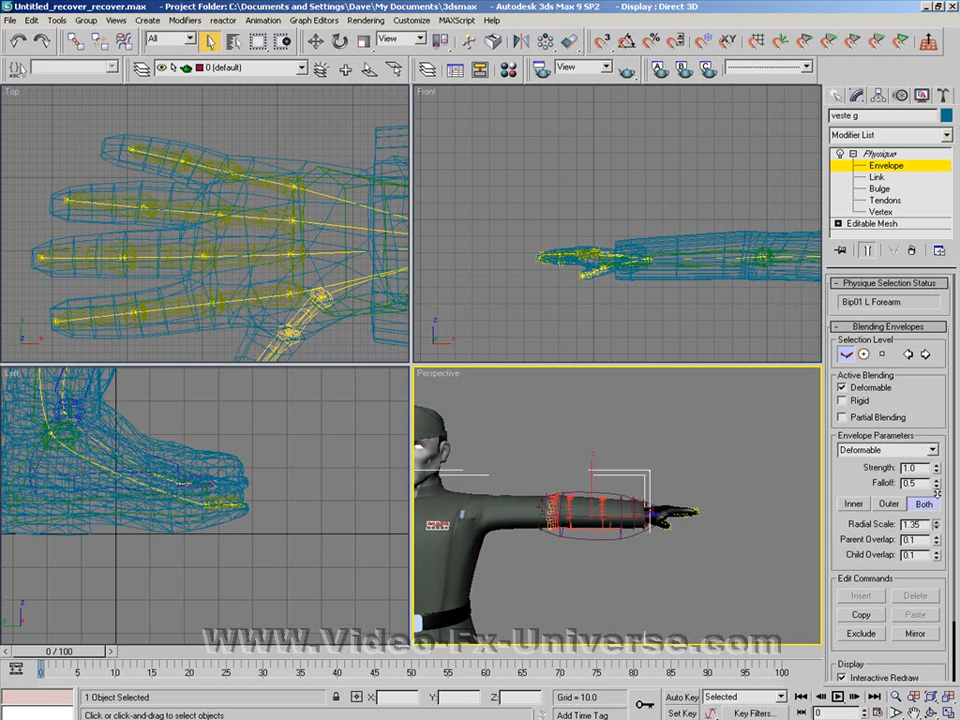 Untitled_recover_recover.max - Project Folder: C:\Documents and Settings\Dave\My Documents\3dsmax - Autodesk 3ds Max 9 SP2 - Display : Direct 3D
File Edit Tools Group Views Create Modifiers reactor Animation Graph Editors Rendering Customize MAXScript Help
All
View
0 (default)
View
Top
Front
veste g
Modifier List
Physique
Envelope
Link
Bulge
Tendons
Vertex
Editable Mesh
Physique Selection Status
Bip01 L Forearm
Blending Envelopes
Selection Level
Active Blending
Deformable
Rigid
Partial Blending
Envelope Parameters
Deformable
Strength: 1.0
Falloff: 0.5
Inner Outer Both
Radial Scale: 1.35
Parent Overlap: 0.1
Child Overlap: 0.1
Edit Commands
Insert Delete
Copy Paste
Exclude Mirror
Display
Interactive Redraw
Left
Perspective
www.Video-Fx-Universe.com
0 / 100
0 5 10 15 20 25 30 35 40 45 50 55 60 65 70 75 80 85 90 95 100
1 Object Selected
X: Y: Z:
Grid = 10.0
Auto Key Selected
Click or click-and-drag to select objects
Add Time Tag
Set Key Key Filters...
0